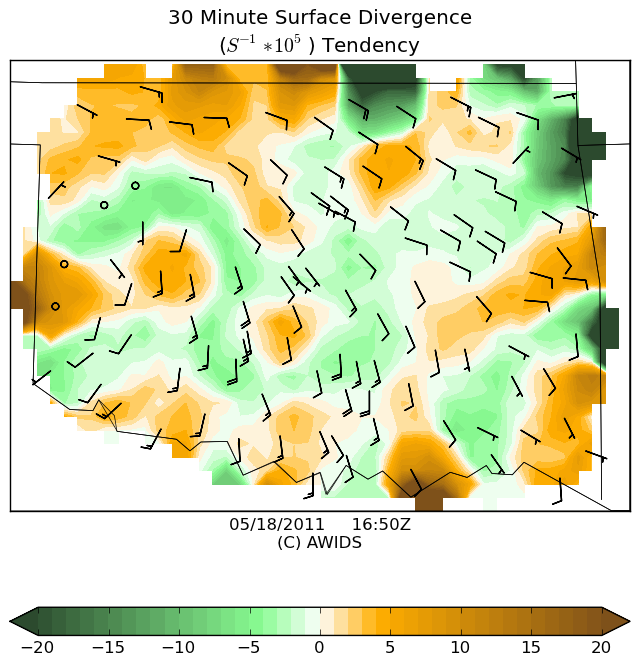 30 Minute Surface Divergence
(S⁻¹ * 10⁵ ) Tendency
05/18/2011 16:50Z
(C) AWIDS
−20 −15 −10 −5 0 5 10 15 20